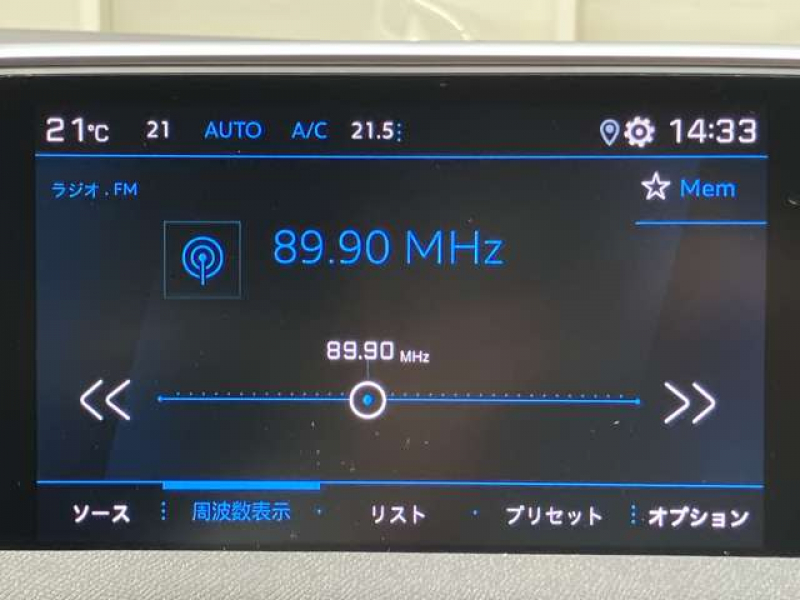 21℃ 21 AUTO A/C 21.5 14:33
ラジオ . FM
Mem
89.90 MHz
89.90 MHz
ソース 周波数表示 リスト プリセット オプション